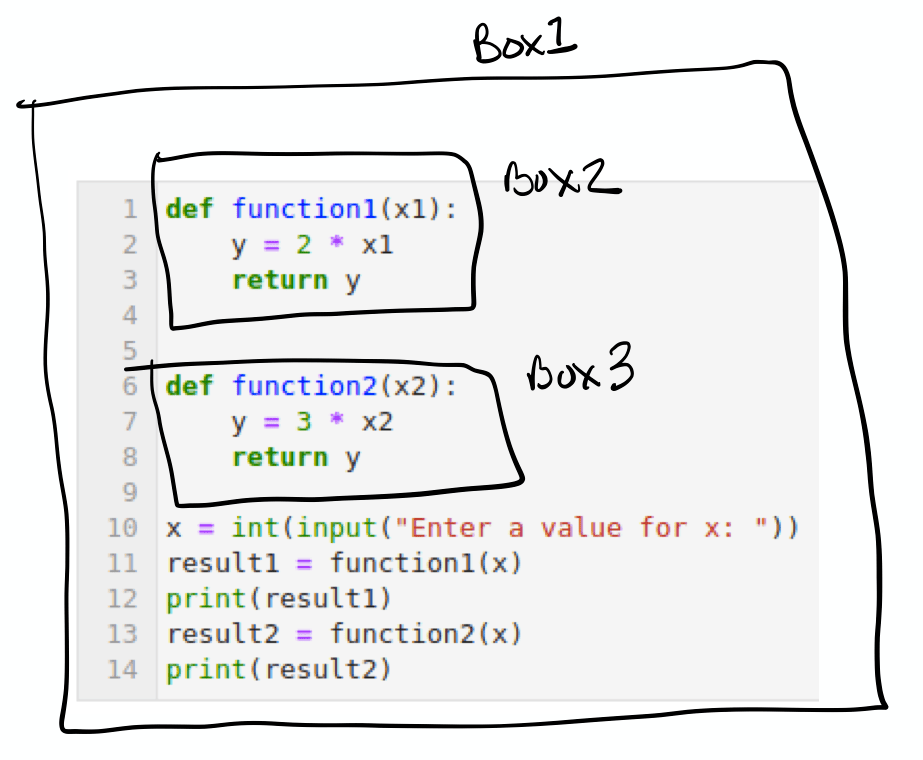 Box1
Box2
1 def function1(x1):
2     y = 2 * x1
3     return y
4
5
Box3
6 def function2(x2):
7     y = 3 * x2
8     return y
9
10 x = int(input("Enter a value for x: "))
11 result1 = function1(x)
12 print(result1)
13 result2 = function2(x)
14 print(result2)